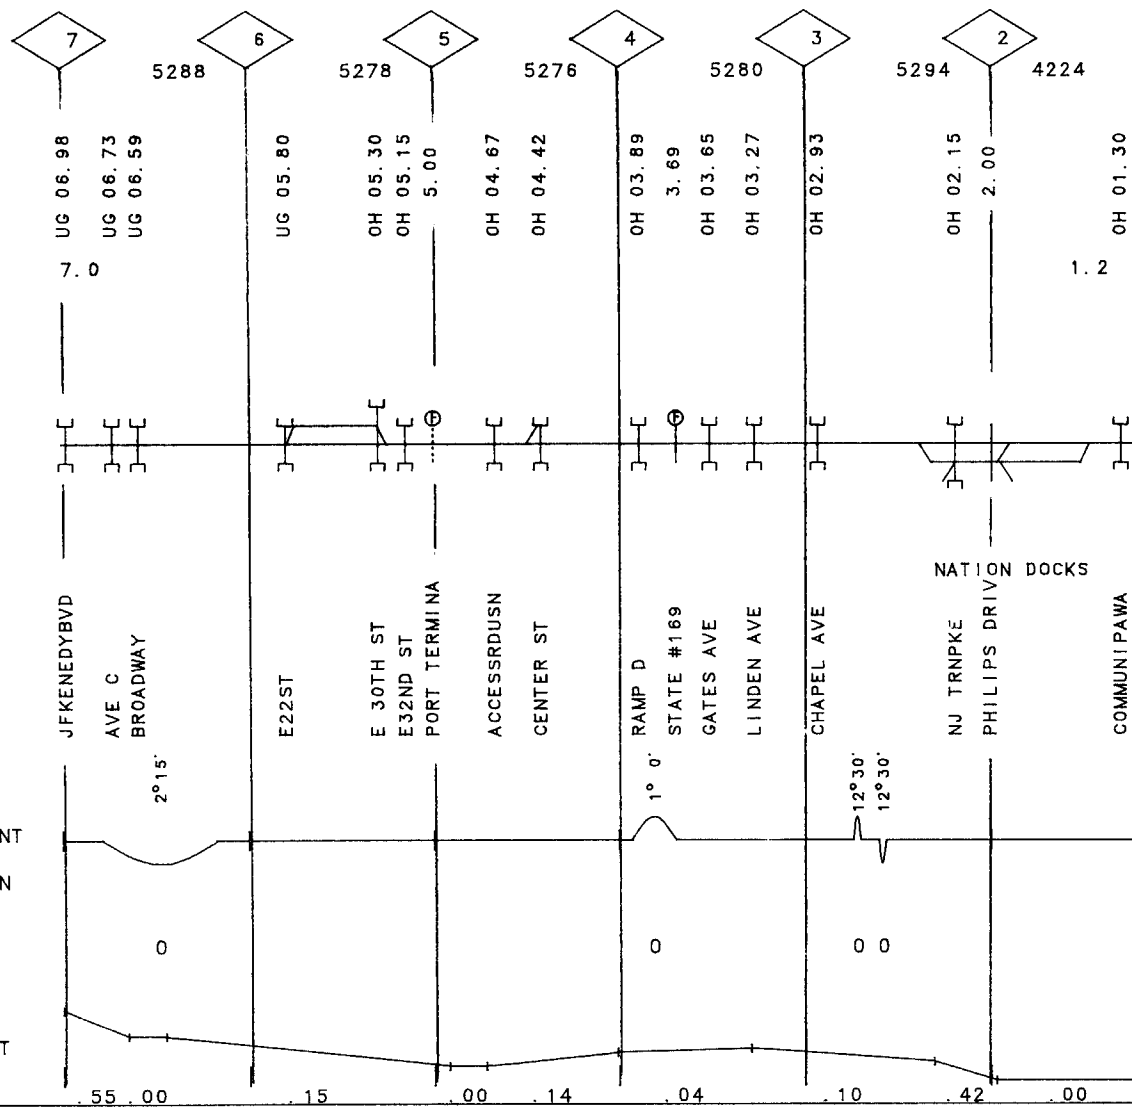 7 6 5 4 3 2
5288 5278 5276 5280 5294 4224
UG 06.98
UG 06.73
UG 06.59
UG 05.80
OH 05.30
OH 05.15
5.00
OH 04.67
OH 04.42
OH 03.89
3.69
OH 03.65
OH 03.27
OH 02.93
OH 02.15
2.00
OH 01.30
7.0 1.2
F F
NATION DOCKS
JFKENEDYBVD
AVE C
BROADWAY
E22ST
E 30TH ST
E32ND ST
PORT TERMINA
ACCESSRDUSN
CENTER ST
RAMP D
STATE #169
GATES AVE
LINDEN AVE
CHAPEL AVE
NJ TRNPKE
PHILIPS DRIV
COMMUNIPAWA
2°15'
1° 0'
12°30'
12°30'
NT
N
0 0 0 0
T
.55 .00 .15 .00 .14 .04 .10 .42 .00